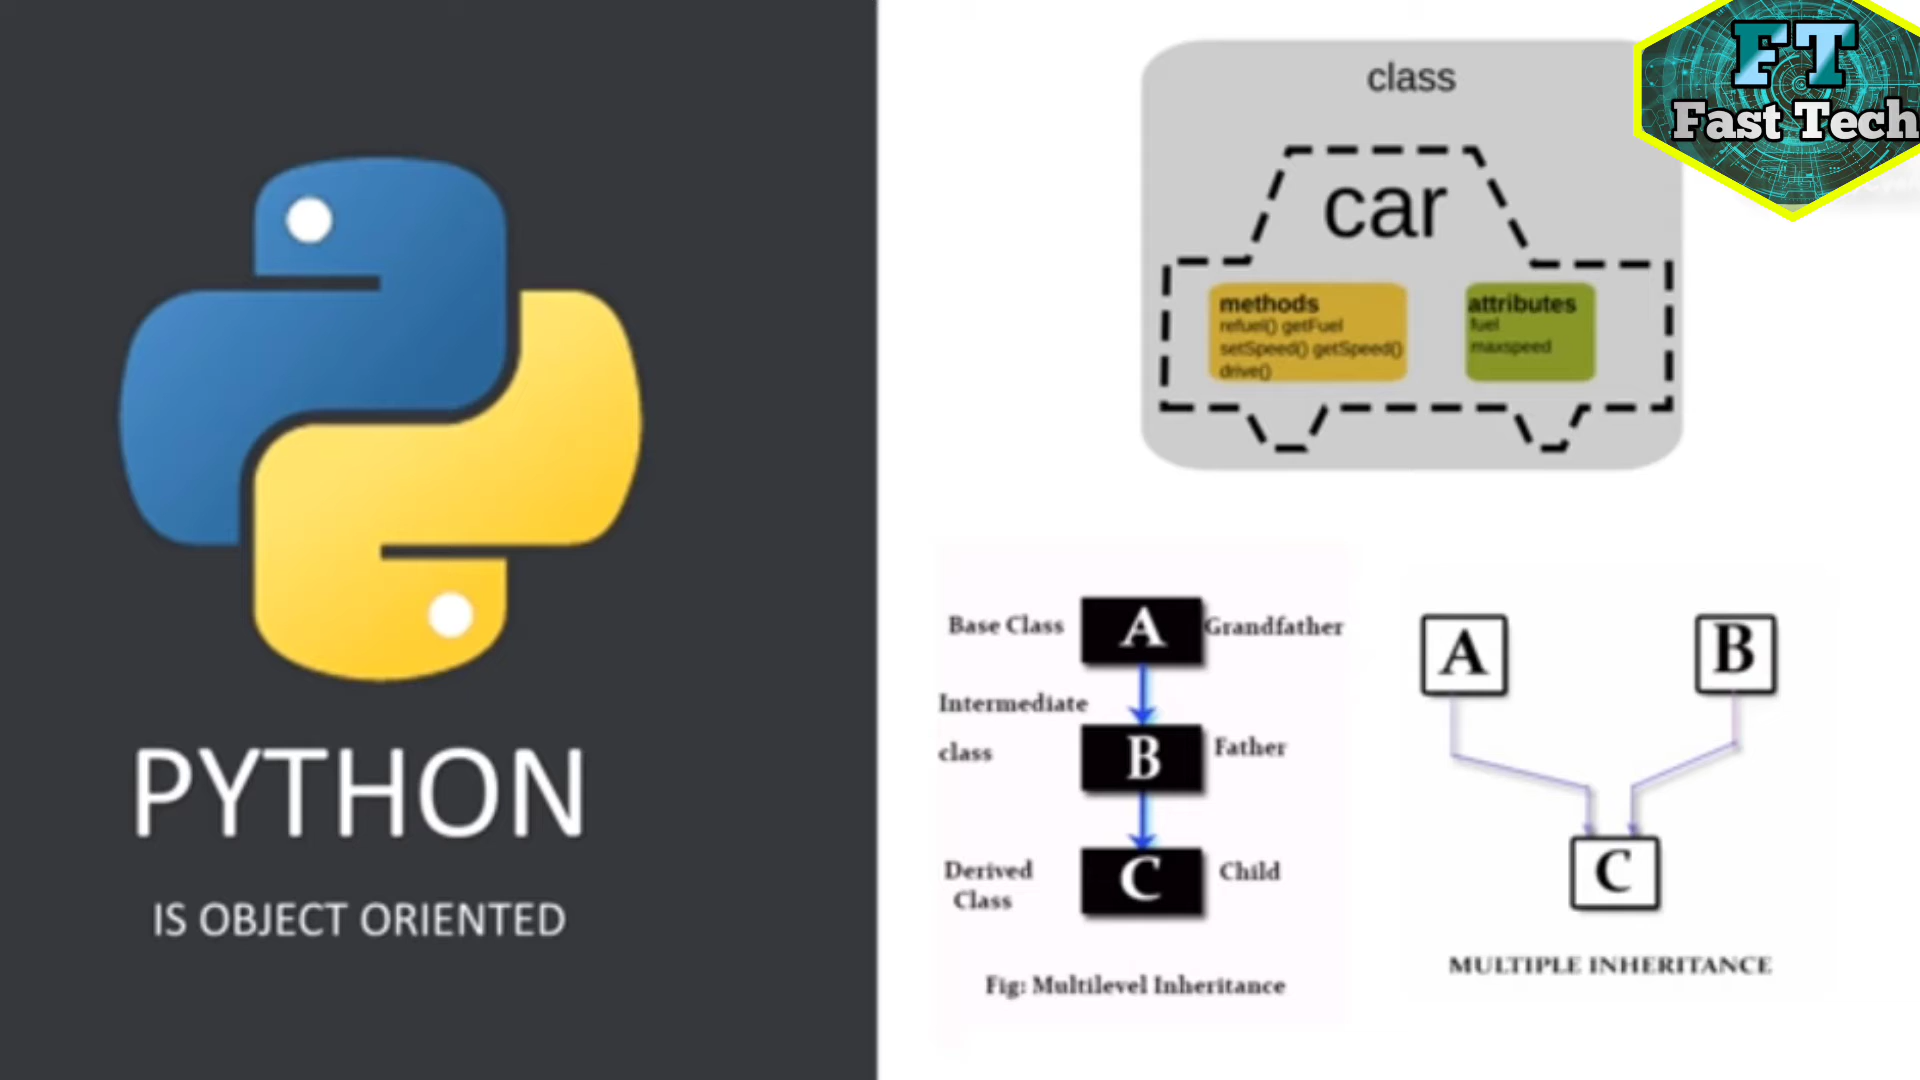 PYTHON
IS OBJECT ORIENTED
FT
Fast Tech
class
car
methods
refuel() getFuel
setSpeed() getSpeed()
drive()
attributes
fuel
maxspeed
Base Class
A
Grandfather
Intermediate
class
B
Father
Derived
Class
C
Child
Fig: Multilevel Inheritance
A
B
C
MULTIPLE INHERITANCE